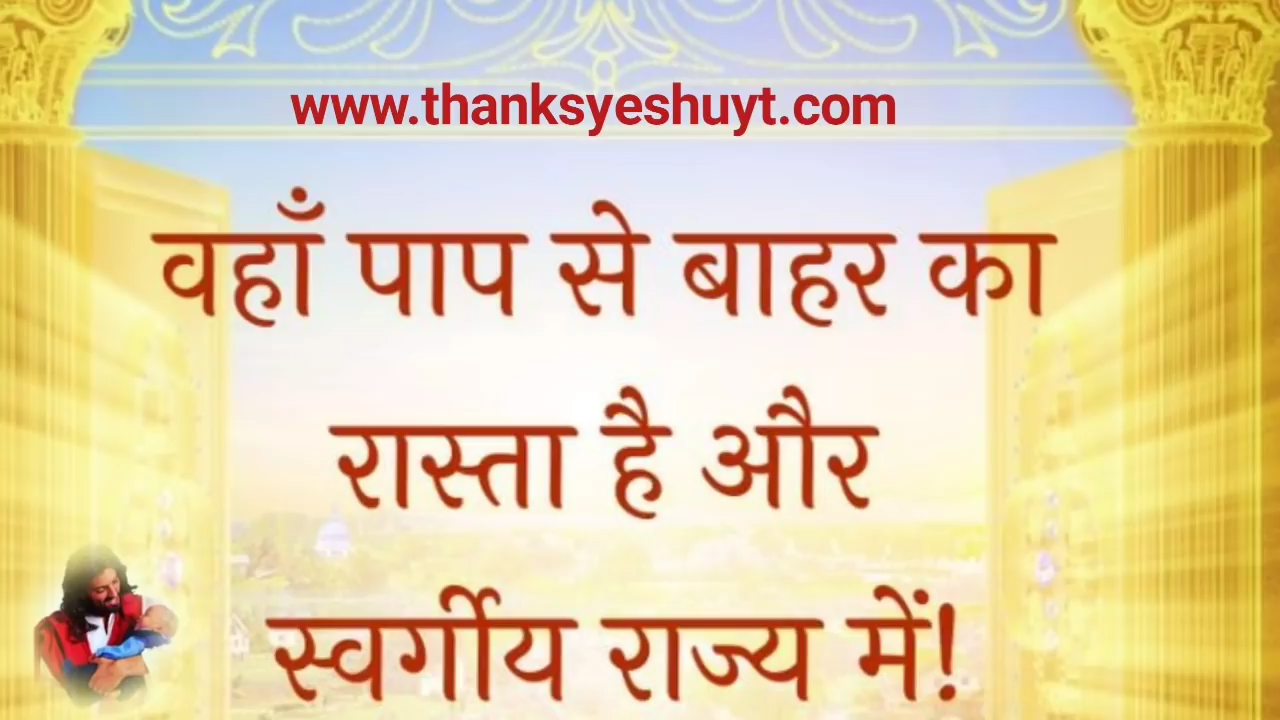 www.thanksyeshuyt.com
वहाँ पाप से बाहर का
रास्ता है और
स्वर्गीय राज्य में!